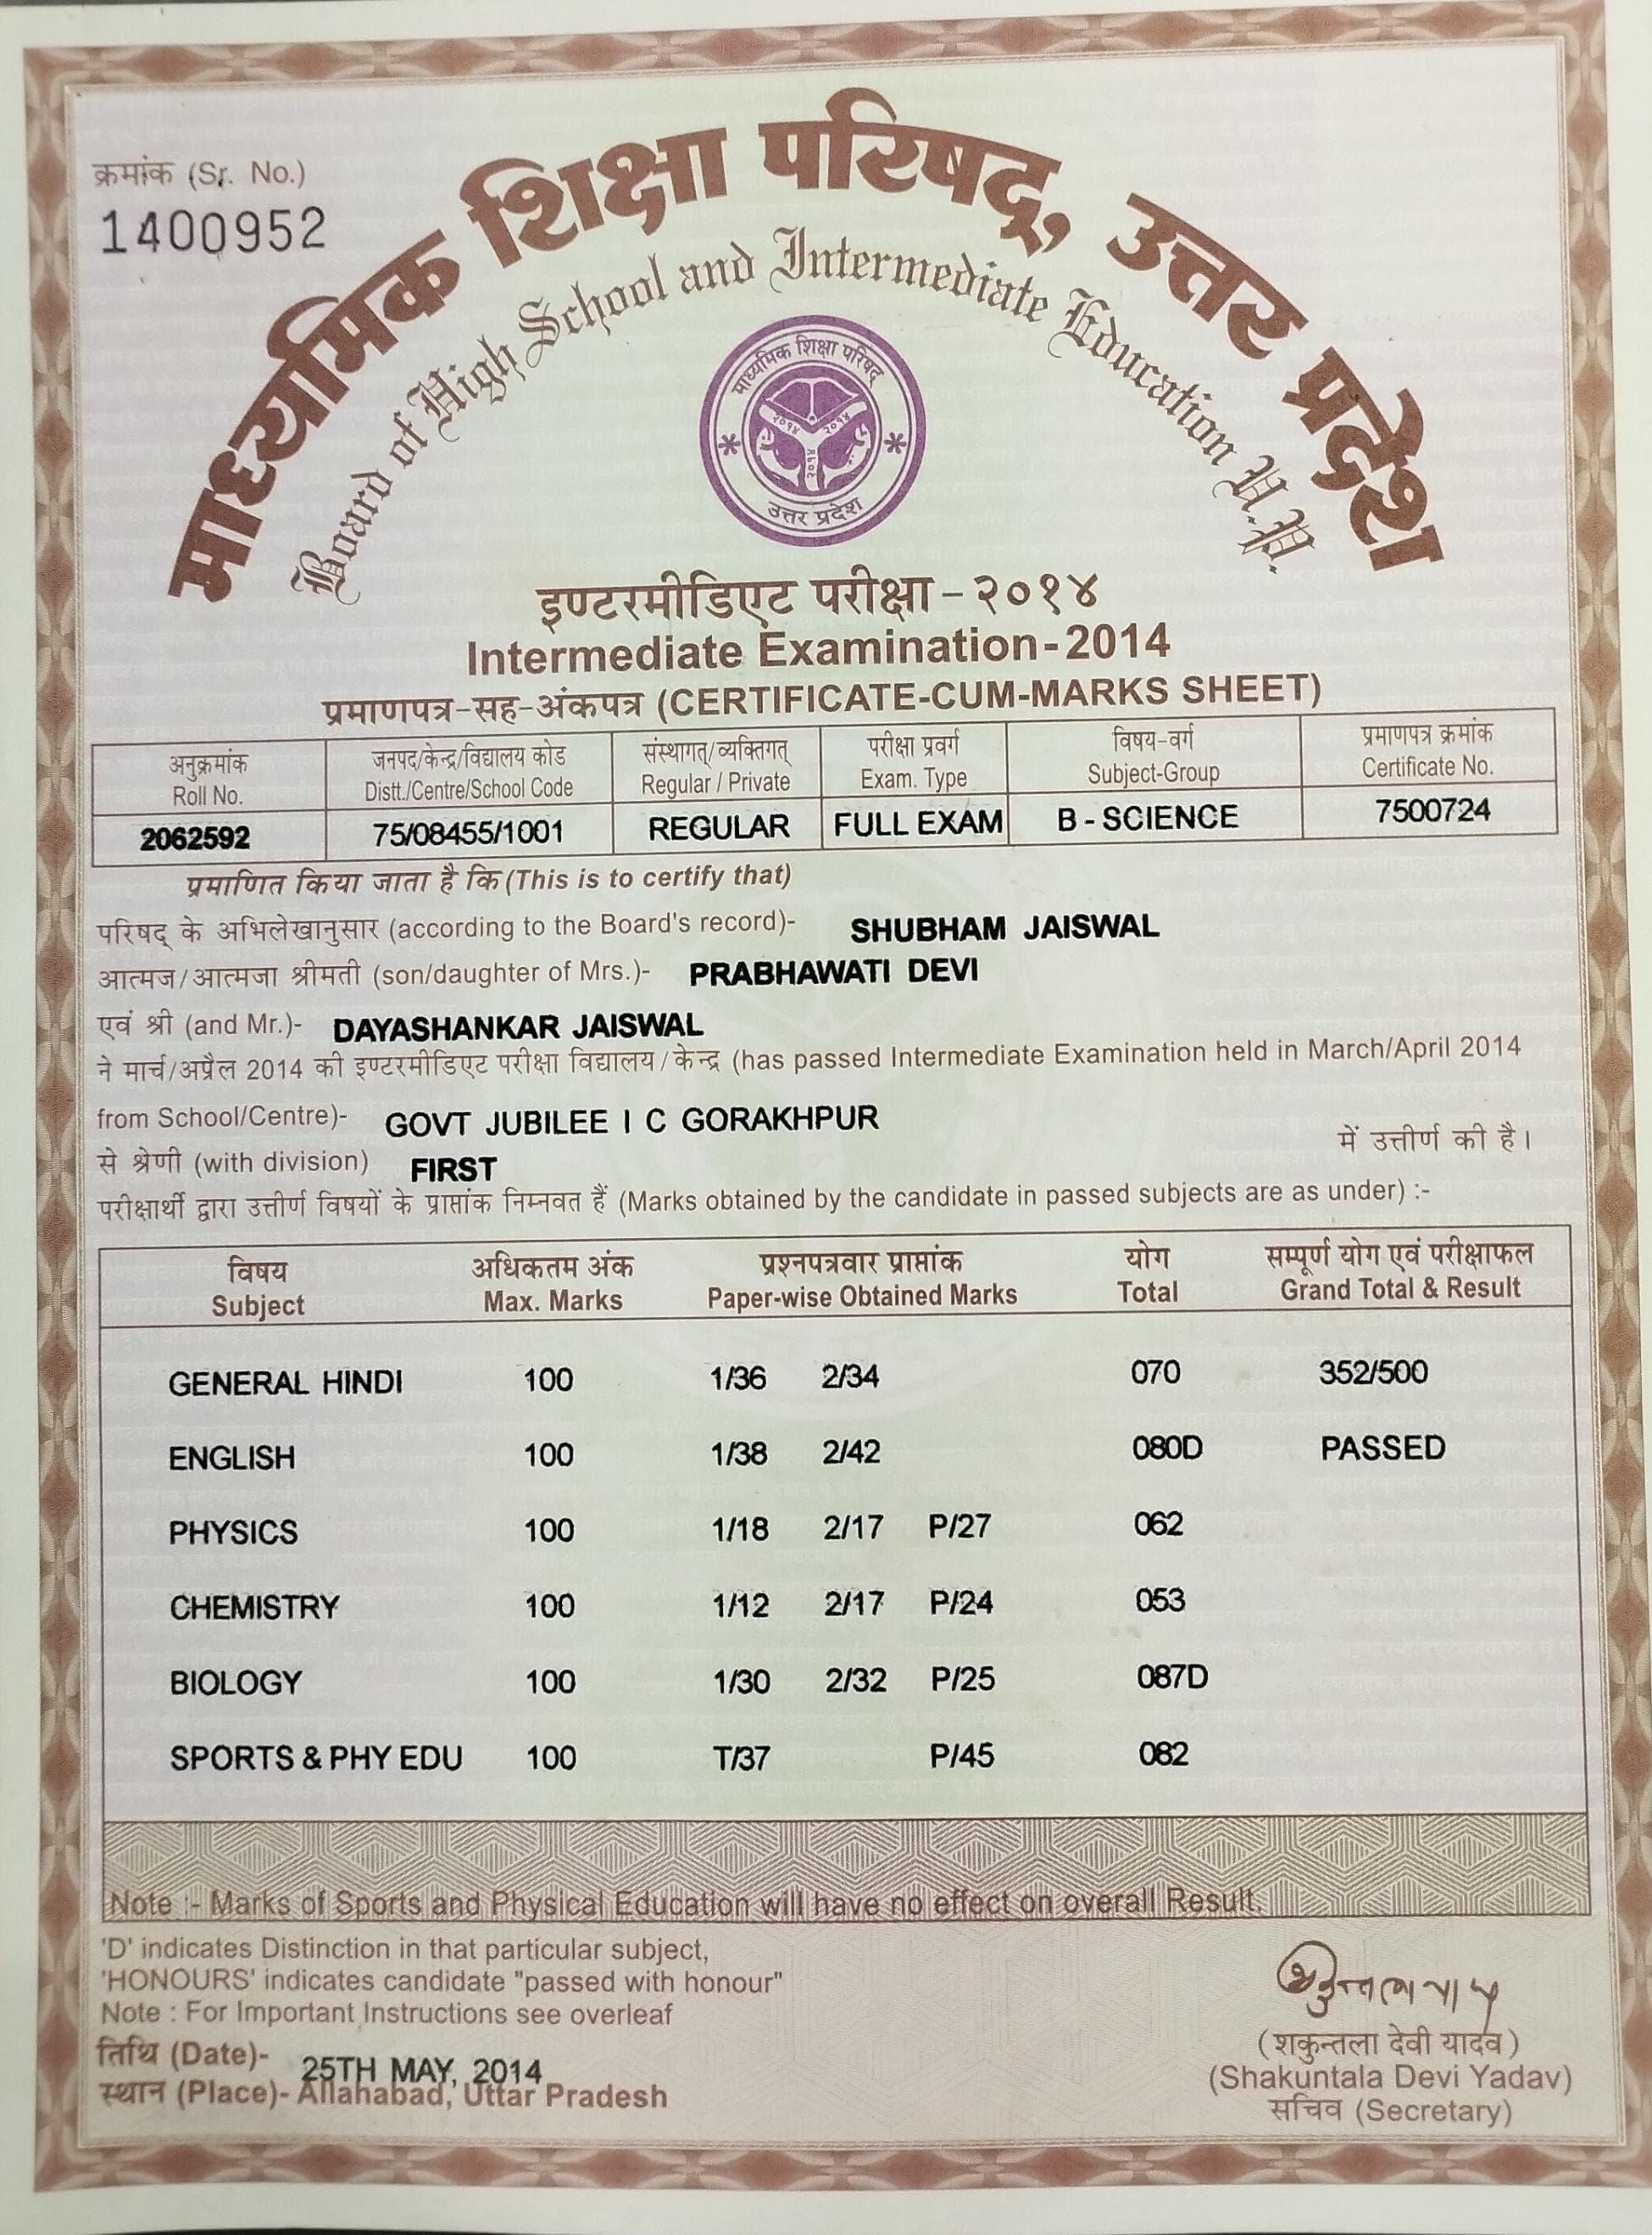 क्रमांक (Sr. No.)
1400952
माध्यमिक शिक्षा परिषद्, उत्तर प्रदेश
Board of High School and Intermediate Education U.P.
माध्यमिक शिक्षा परिषद्
२०१४ २०१४
२०१४
उत्तर प्रदेश
इण्टरमीडिएट परीक्षा-२०१४
Intermediate Examination-2014
प्रमाणपत्र-सह-अंकपत्र (CERTIFICATE-CUM-MARKS SHEET)
अनुक्रमांक जनपद/केन्द्र/विद्यालय कोड संस्थागत्/व्यक्तिगत् परीक्षा प्रवर्ग विषय-वर्ग प्रमाणपत्र क्रमांक
Roll No. Distt./Centre/School Code Regular / Private Exam. Type Subject-Group Certificate No.
2062592 75/08455/1001 REGULAR FULL EXAM B - SCIENCE 7500724
प्रमाणित किया जाता है कि (This is to certify that)
परिषद् के अभिलेखानुसार (according to the Board's record)- SHUBHAM JAISWAL
आत्मज/आत्मजा श्रीमती (son/daughter of Mrs.)- PRABHAWATI DEVI
एवं श्री (and Mr.)- DAYASHANKAR JAISWAL
ने मार्च/अप्रैल 2014 की इण्टरमीडिएट परीक्षा विद्यालय/केन्द्र (has passed Intermediate Examination held in March/April 2014
from School/Centre)- GOVT JUBILEE I C GORAKHPUR में उत्तीर्ण की है।
से श्रेणी (with division) FIRST
परीक्षार्थी द्वारा उत्तीर्ण विषयों के प्राप्तांक निम्नवत हैं (Marks obtained by the candidate in passed subjects are as under) :-
विषय अधिकतम अंक प्रश्नपत्रवार प्राप्तांक योग सम्पूर्ण योग एवं परीक्षाफल
Subject Max. Marks Paper-wise Obtained Marks Total Grand Total & Result
GENERAL HINDI 100 1/36 2/34 070 352/500
ENGLISH 100 1/38 2/42 080D PASSED
PHYSICS 100 1/18 2/17 P/27 062
CHEMISTRY 100 1/12 2/17 P/24 053
BIOLOGY 100 1/30 2/32 P/25 087D
SPORTS & PHY EDU 100 T/37 P/45 082
Note :- Marks of Sports and Physical Education will have no effect on overall Result.
'D' indicates Distinction in that particular subject,
'HONOURS' indicates candidate "passed with honour"
Note : For Important Instructions see overleaf
तिथि (Date)- 25TH MAY, 2014
स्थान (Place)- Allahabad, Uttar Pradesh
(शकुन्तला देवी यादव)
(Shakuntala Devi Yadav)
सचिव (Secretary)